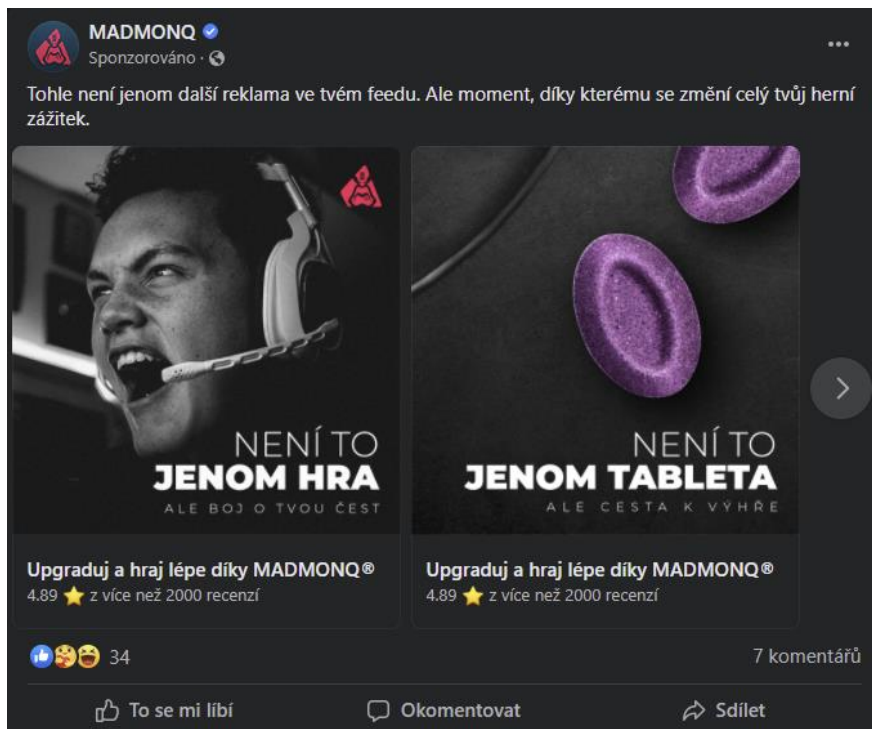 MADMONQ
Sponzorováno ·
Tohle není jenom další reklama ve tvém feedu. Ale moment, díky kterému se změní celý tvůj herní
zážitek.
NENÍ TO
JENOM HRA
ALE BOJ O TVOU ČEST
Upgraduj a hraj lépe díky MADMONQ®
4.89 ⭐ z více než 2000 recenzí
NENÍ TO
JENOM TABLETA
ALE CESTA K VÝHŘE
Upgraduj a hraj lépe díky MADMONQ®
4.89 ⭐ z více než 2000 recenzí
34
7 komentářů
To se mi líbí
Okomentovat
Sdílet